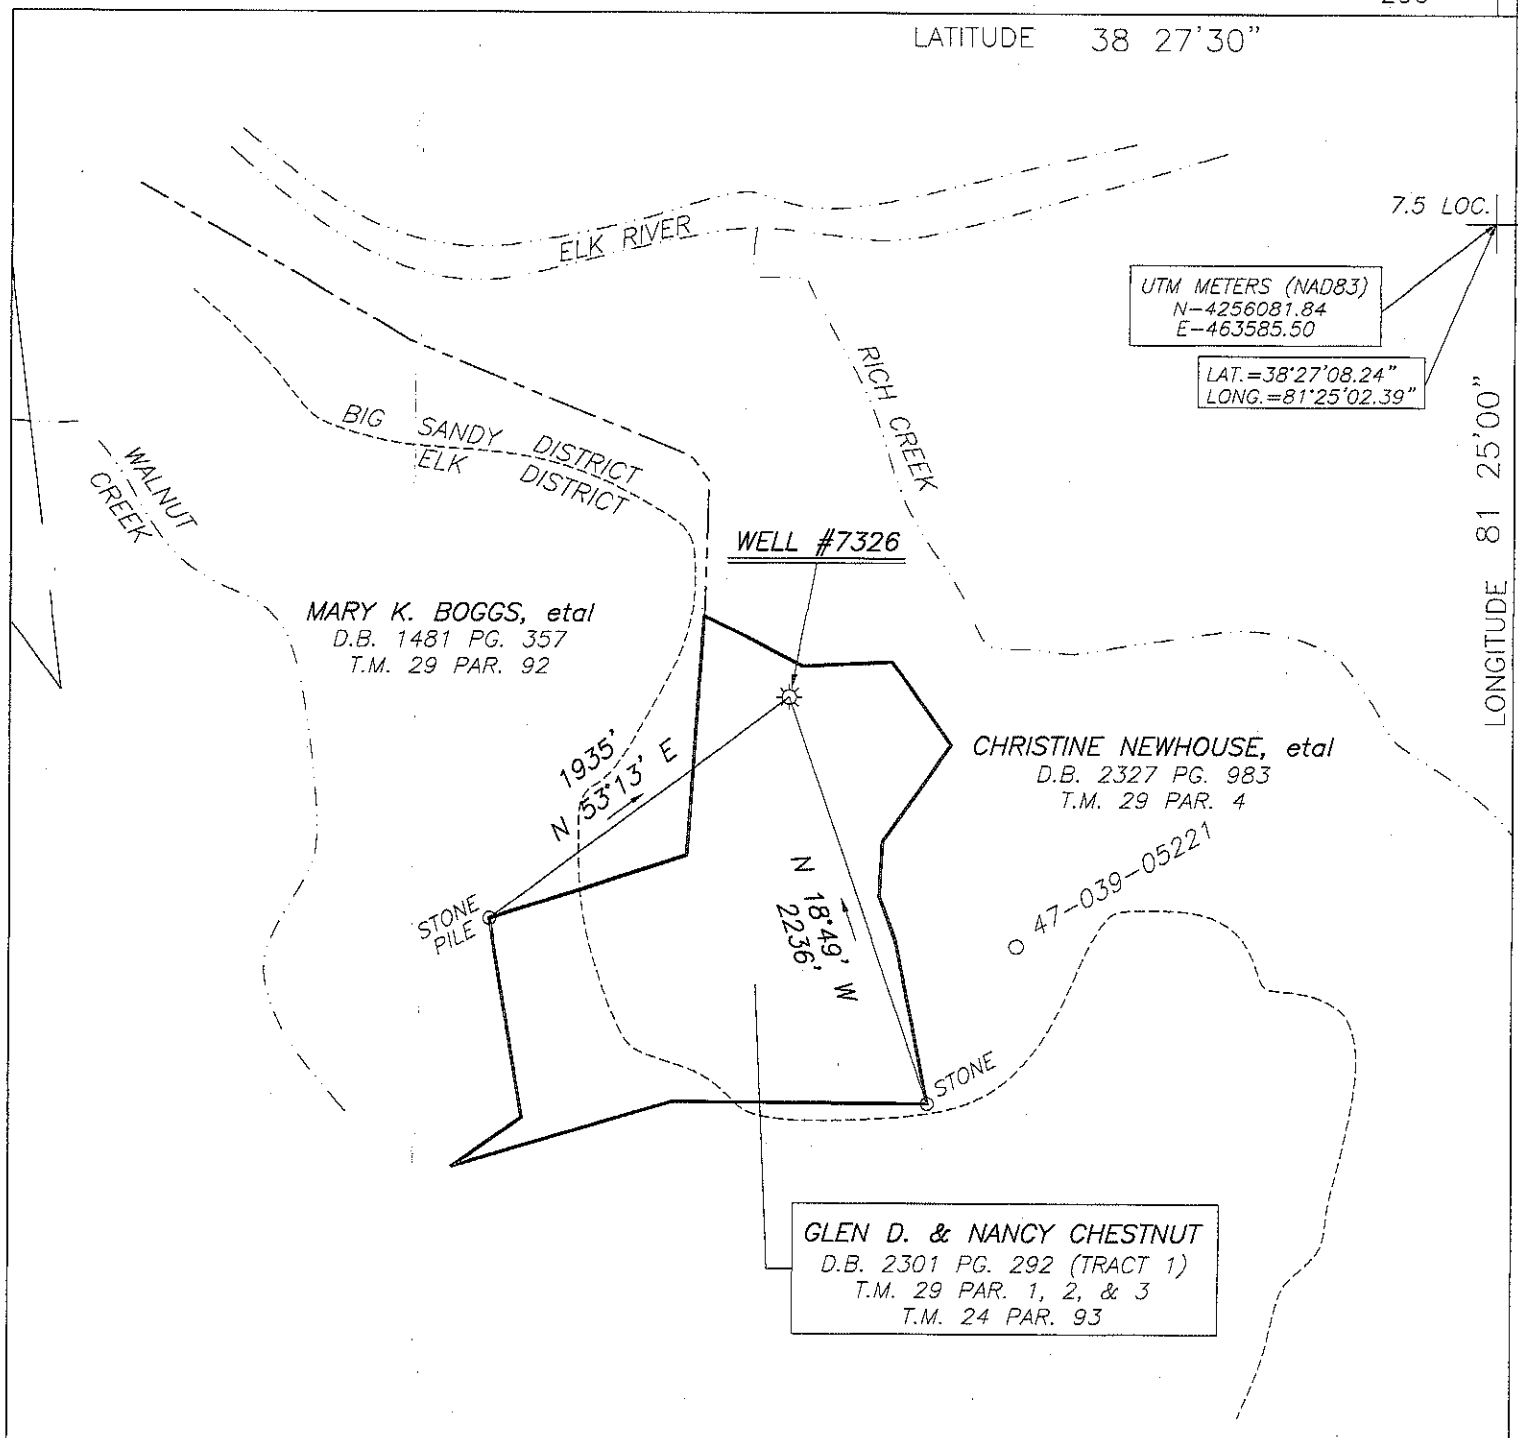 LATITUDE 38 27'30"
7.5 LOC.
ELK RIVER
UTM METERS (NAD83)
N-4256081.84
E-463585.50
LAT.=38°27'08.24"
LONG.=81°25'02.39"
RICH CREEK
LONGITUDE 81 25'00"
BIG SANDY DISTRICT
ELK DISTRICT
WALNUT
CREEK
WELL #7326
MARY K. BOGGS, etal
D.B. 1481 PG. 357
T.M. 29 PAR. 92
1935'
N 53°13' E
CHRISTINE NEWHOUSE, etal
D.B. 2327 PG. 983
T.M. 29 PAR. 4
47-039-05221
N 18°49' W
2236'
STONE
PILE
STONE
GLEN D. & NANCY CHESTNUT
D.B. 2301 PG. 292 (TRACT 1)
T.M. 29 PAR. 1, 2, & 3
T.M. 24 PAR. 93